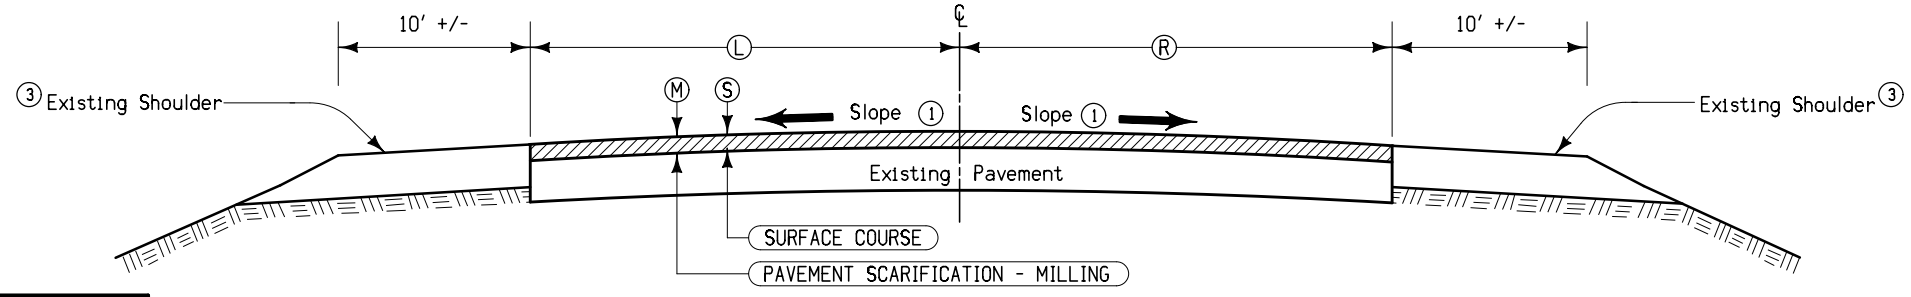 ℄
10' +/-
10' +/-
L
R
③ Existing Shoulder
M
S
Slope ①
Slope ①
Existing Shoulder ③
Existing Pavement
SURFACE COURSE
PAVEMENT SCARIFICATION - MILLING